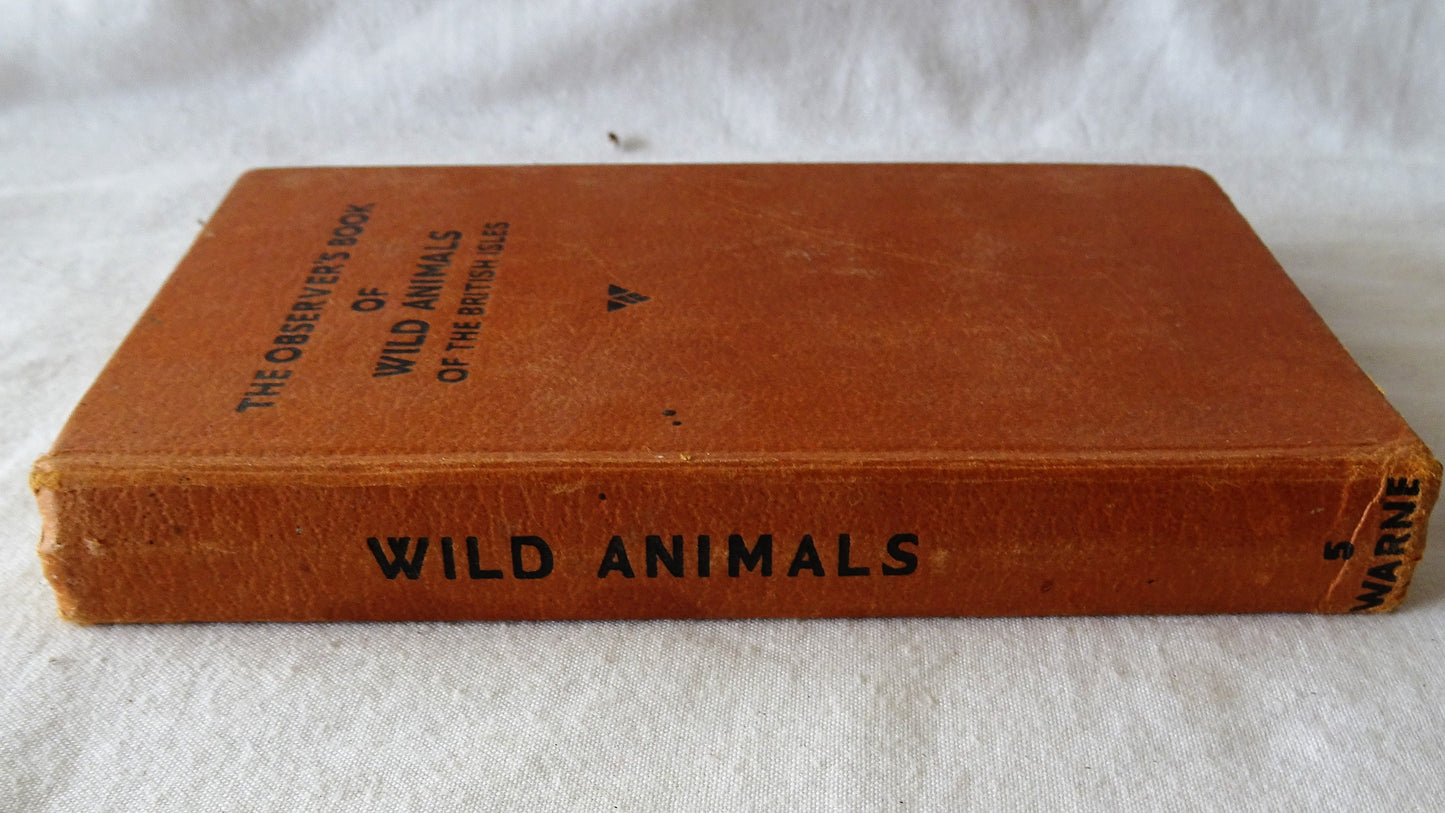 THE OBSERVER'S BOOK
OF
WILD ANIMALS
OF THE BRITISH ISLES
W
WILD ANIMALS
5
WARNE